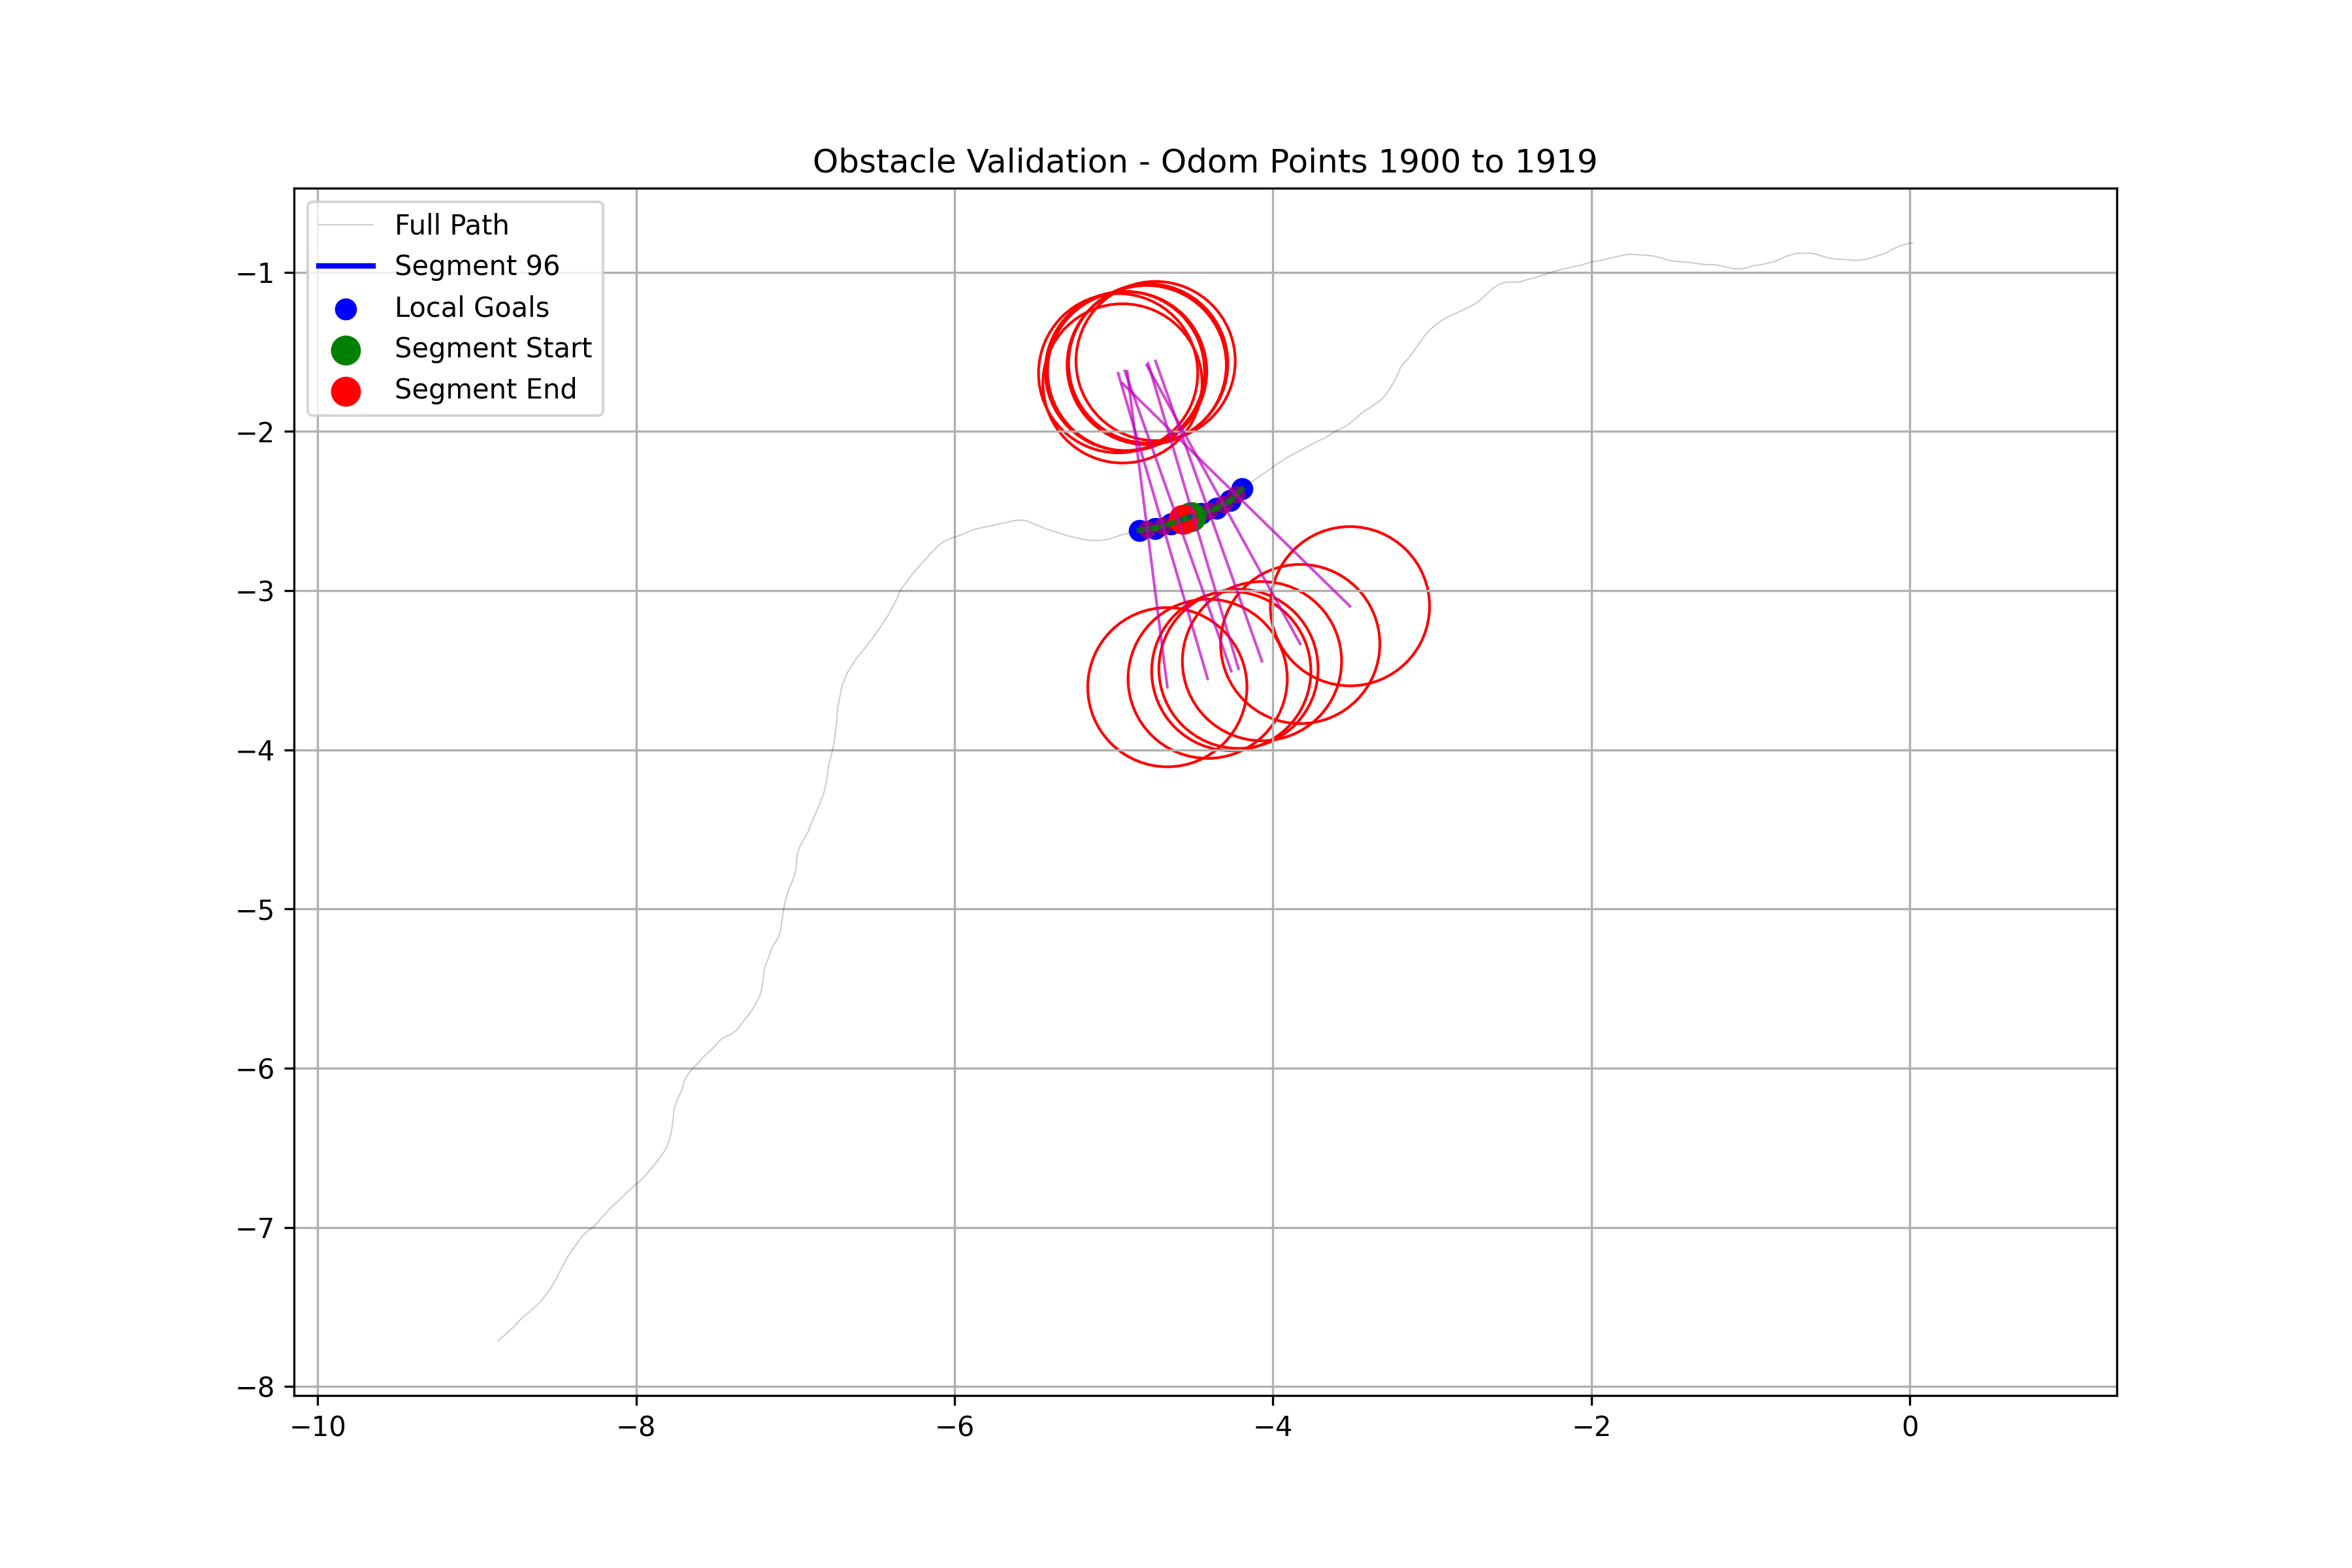 Obstacle Validation - Odom Points 1900 to 1919
Full Path
Segment 96
Local Goals
Segment Start
Segment End
−1
−2
−3
−4
−5
−6
−7
−8
−10
−8
−6
−4
−2
0